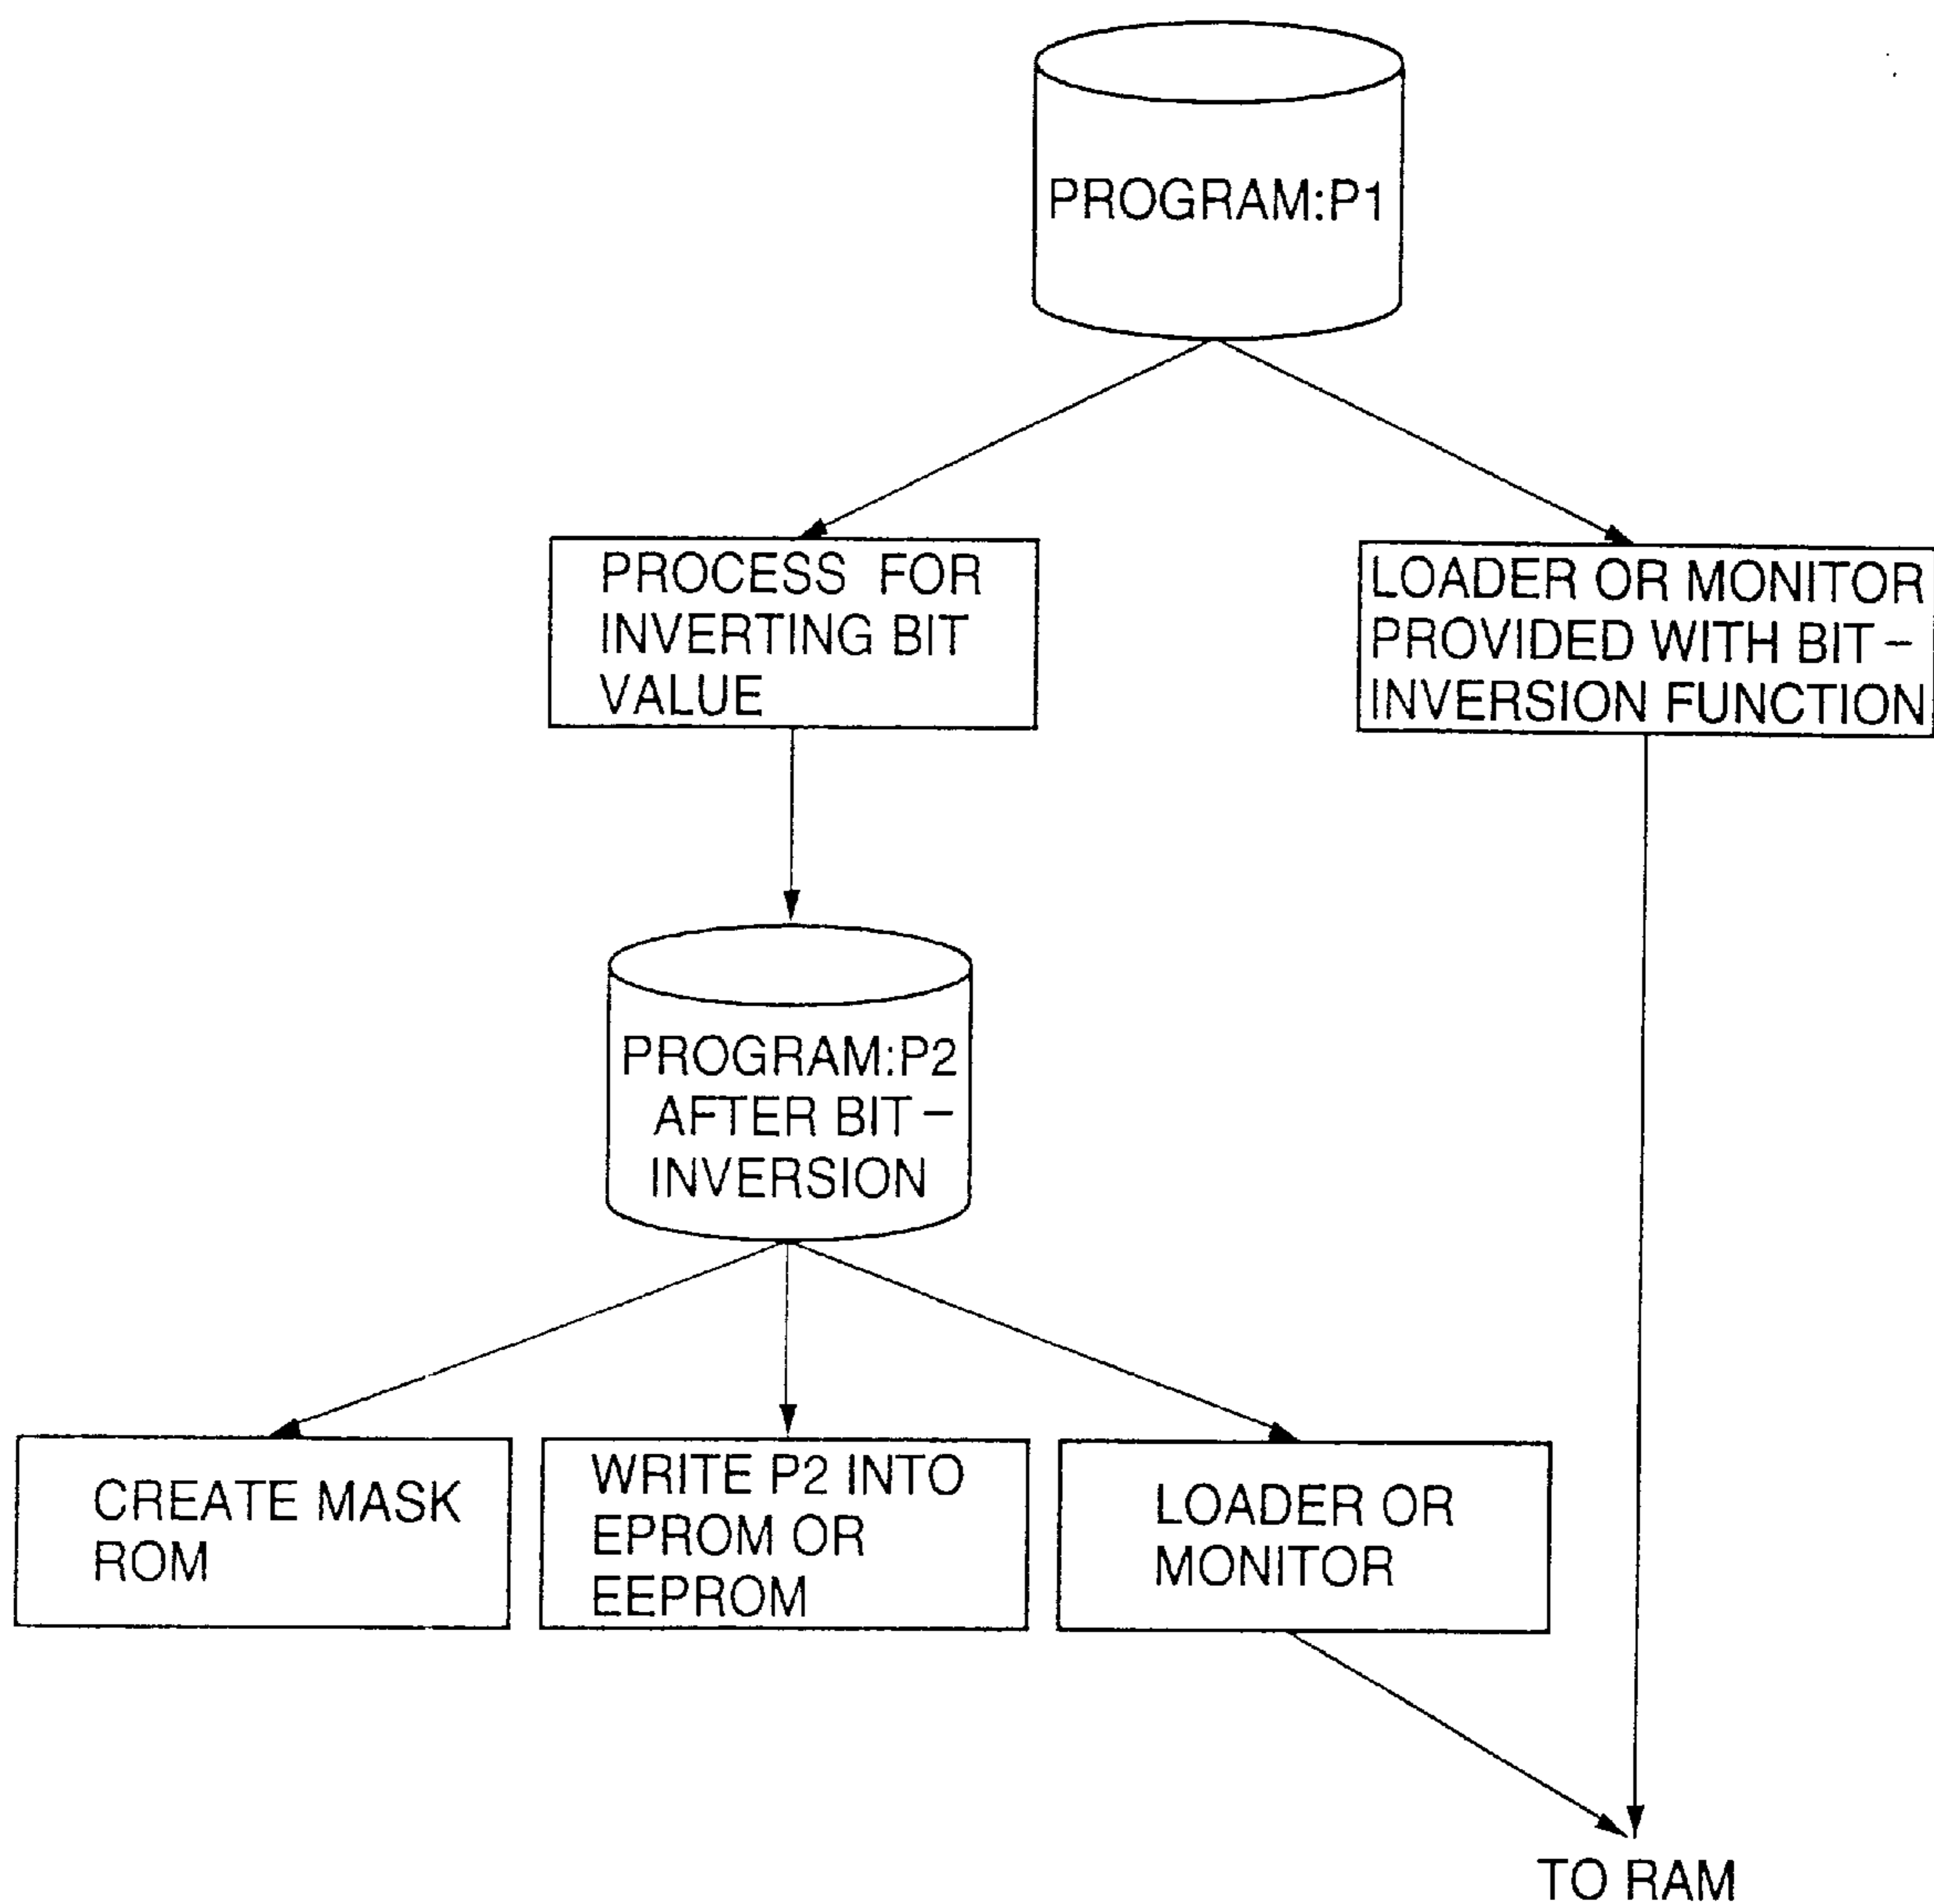 PROGRAM:P1
PROCESS FOR
INVERTING BIT
VALUE
LOADER OR MONITOR
PROVIDED WITH BIT-
INVERSION FUNCTION
PROGRAM:P2
AFTER BIT-
INVERSION
CREATE MASK
ROM
WRITE P2 INTO
EPROM OR
EEPROM
LOADER OR
MONITOR
TO RAM